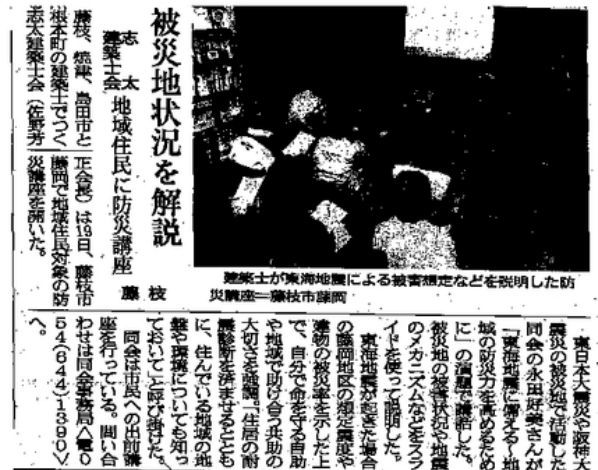 被災地状況を解説
志太
建築士会
地域住民に防災講座
藤枝
藤枝、焼津、島田市と
根本町の建築士でつく
志太建築士会(佐野芳
正会長)は19日、藤枝市
藤岡で地域住民対象の防
災講座を開いた。
建築士が東海地震による被害想定などを説明した防
災講座=藤枝市藤岡
東日本大震災や阪神大
震災の被災地で活動した
同会の永田好美さんが
「東海地震に備える・地
域の防災力を高めるため
に」の演題で講話した。
被災地の被害状況や地震
のメカニズムなどをスラ
イドを使って説明した。
東海地震が起きた場合
の藤岡地区の想定震度や
建物の被災率を示した上
で、自分で命を守る自助
や地域で助け合う共助の
大切さを強調。「住居の耐
震診断を済ませるととも
に、住んでいる地域の地
盤や環境についても知っ
ておいて」と呼び掛けた。
同会は市民への出前講
座を行っている。問い合
わせは同会事務局〈電0
54(644)1390〉
へ。